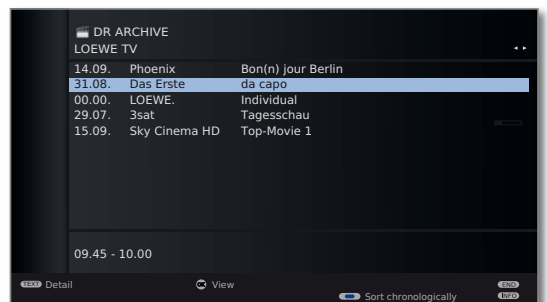 DR ARCHIVE
LOEWE TV
14.09. Phoenix Bon(n) jour Berlin
31.08. Das Erste da capo
00.00. LOEWE. Individual
29.07. 3sat Tagesschau
15.09. Sky Cinema HD Top-Movie 1
09.45 - 10.00
TEXT Detail OK View END
Sort chronologically INFO